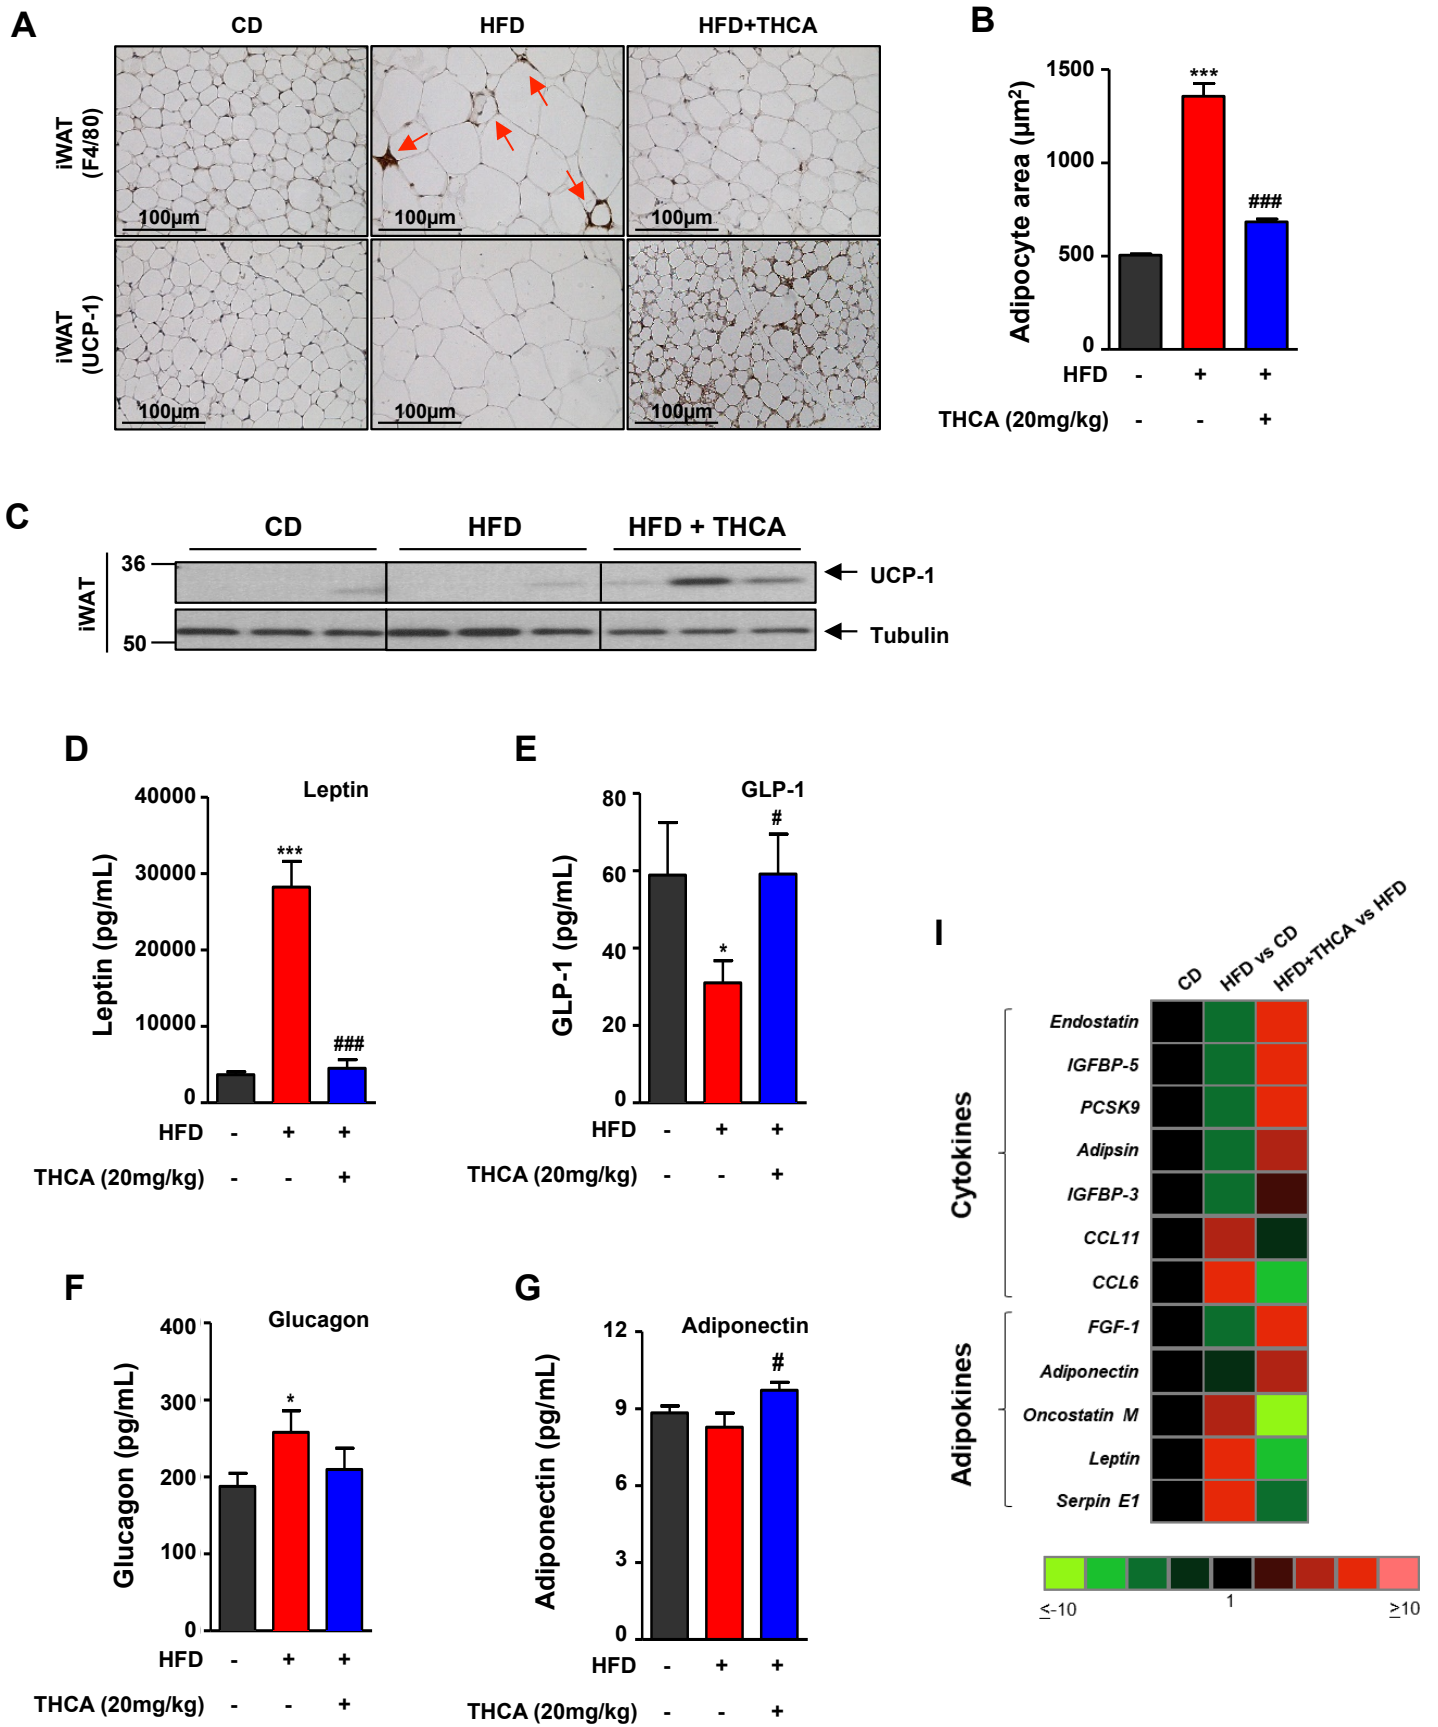 A
CD HFD HFD+THCA
iWAT
(F4/80)
100µm 100µm 100µm
iWAT
(UCP-1)
100µm 100µm 100µm
B
Adipocyte area (µm2)
1500
1000
500
0
***
###
HFD - + +
THCA (20mg/kg) - - +
C
CD HFD HFD + THCA
iWAT
36
UCP-1
50
Tubulin
D
Leptin
Leptin (pg/mL)
40000
30000
20000
10000
0
***
###
HFD - + +
THCA (20mg/kg) - - +
E
GLP-1
GLP-1 (pg/mL)
80
60
40
20
0
*
#
HFD - + +
THCA (20mg/kg) - - +
F
Glucagon
Glucagon (pg/mL)
400
300
200
100
0
*
HFD - + +
THCA (20mg/kg) - - +
G
Adiponectin
Adiponectin (pg/mL)
12
9
6
3
0
#
HFD - + +
THCA (20mg/kg) - - +
I
CD
HFD vs CD
HFD+THCA vs HFD
Cytokines
Endostatin
IGFBP-5
PCSK9
Adipsin
IGFBP-3
CCL11
CCL6
Adipokines
FGF-1
Adiponectin
Oncostatin M
Leptin
Serpin E1
≤-10 1 ≥10